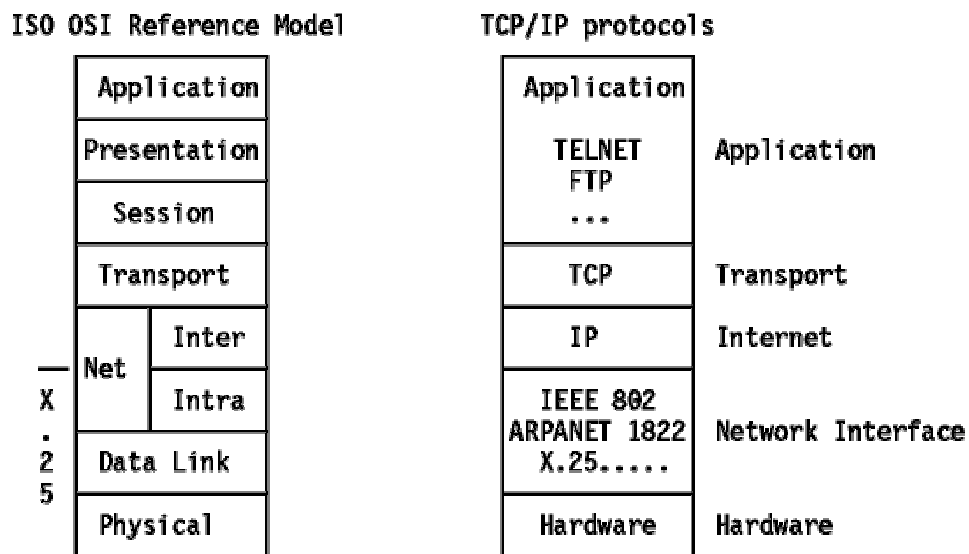 ISO OSI Reference Model TCP/IP protocols
Application Application
Presentation TELNET Application
FTP
Session ...
Transport TCP Transport
Inter IP Internet
Net
X Intra IEEE 802
. ARPANET 1822 Network Interface
2 Data Link X.25.....
5
Physical Hardware Hardware